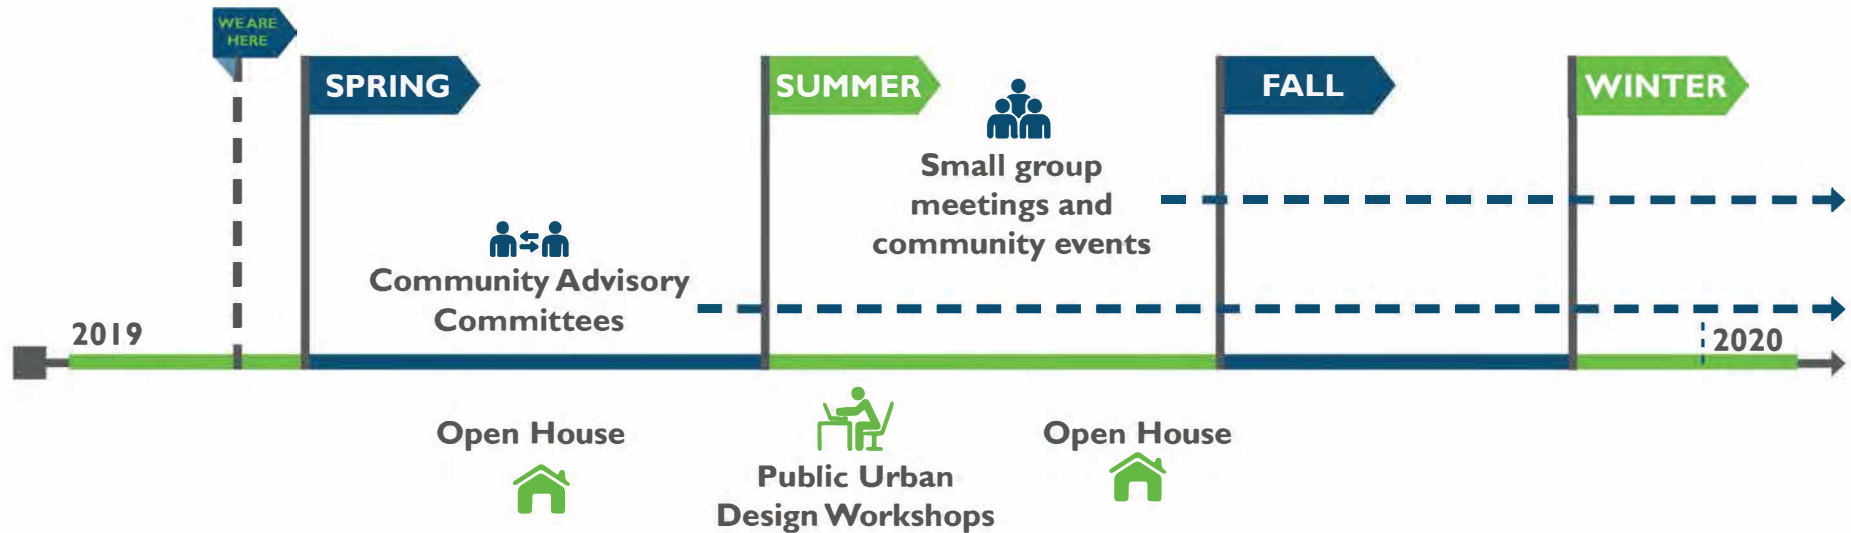 WE ARE
HERE
SPRING
SUMMER
FALL
WINTER
Small group
meetings and
community events
Community Advisory
Committees
2019
2020
Open House
Public Urban
Design Workshops
Open House